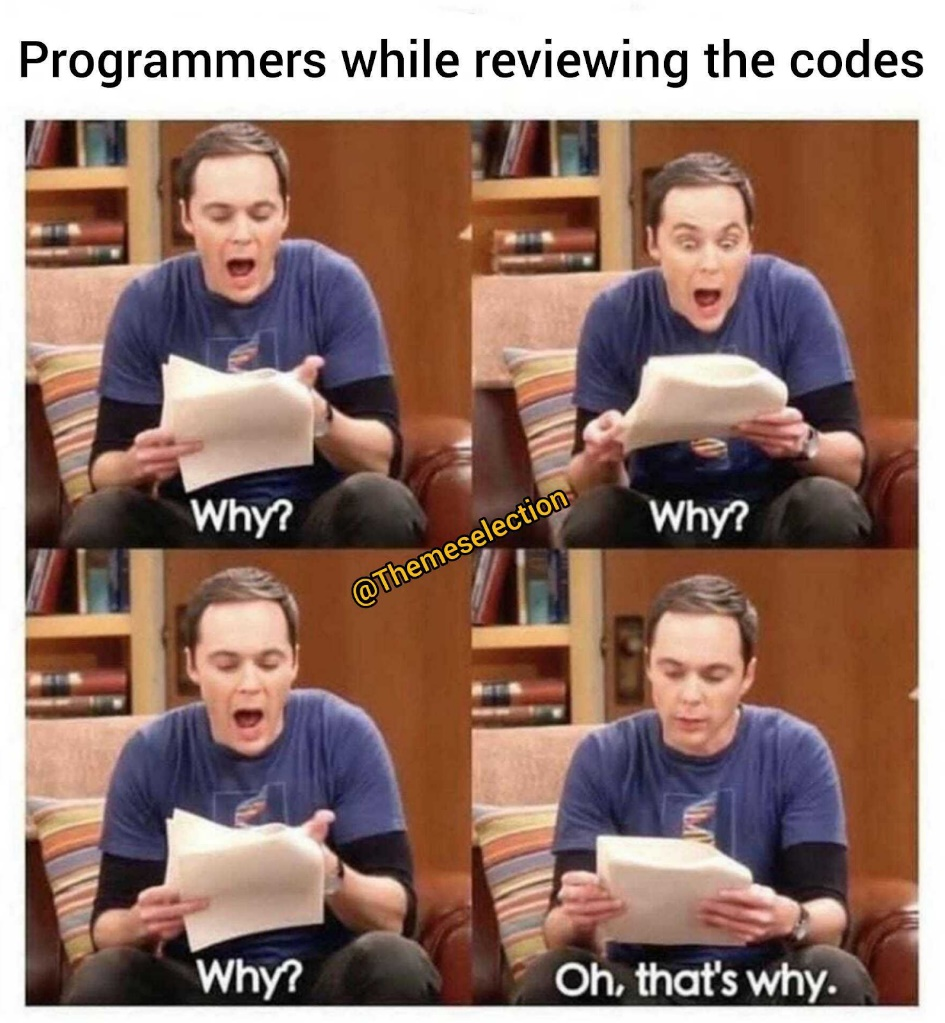 Programmers while reviewing the codes
Why?
Why?
@Themeselection
Why?
Oh, that's why.